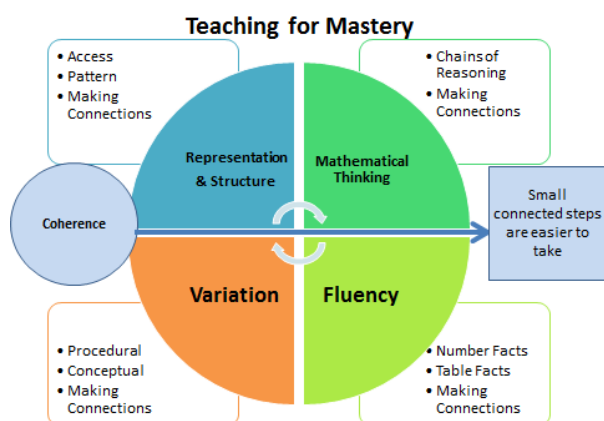 Teaching for Mastery
• Access
• Pattern
• Making
Connections
• Chains of
Reasoning
• Making
Connections
Representation
& Structure
Mathematical
Thinking
Coherence
Small
connected steps
are easier to
take
Variation
Fluency
• Procedural
• Conceptual
• Making
Connections
• Number Facts
• Table Facts
• Making
Connections